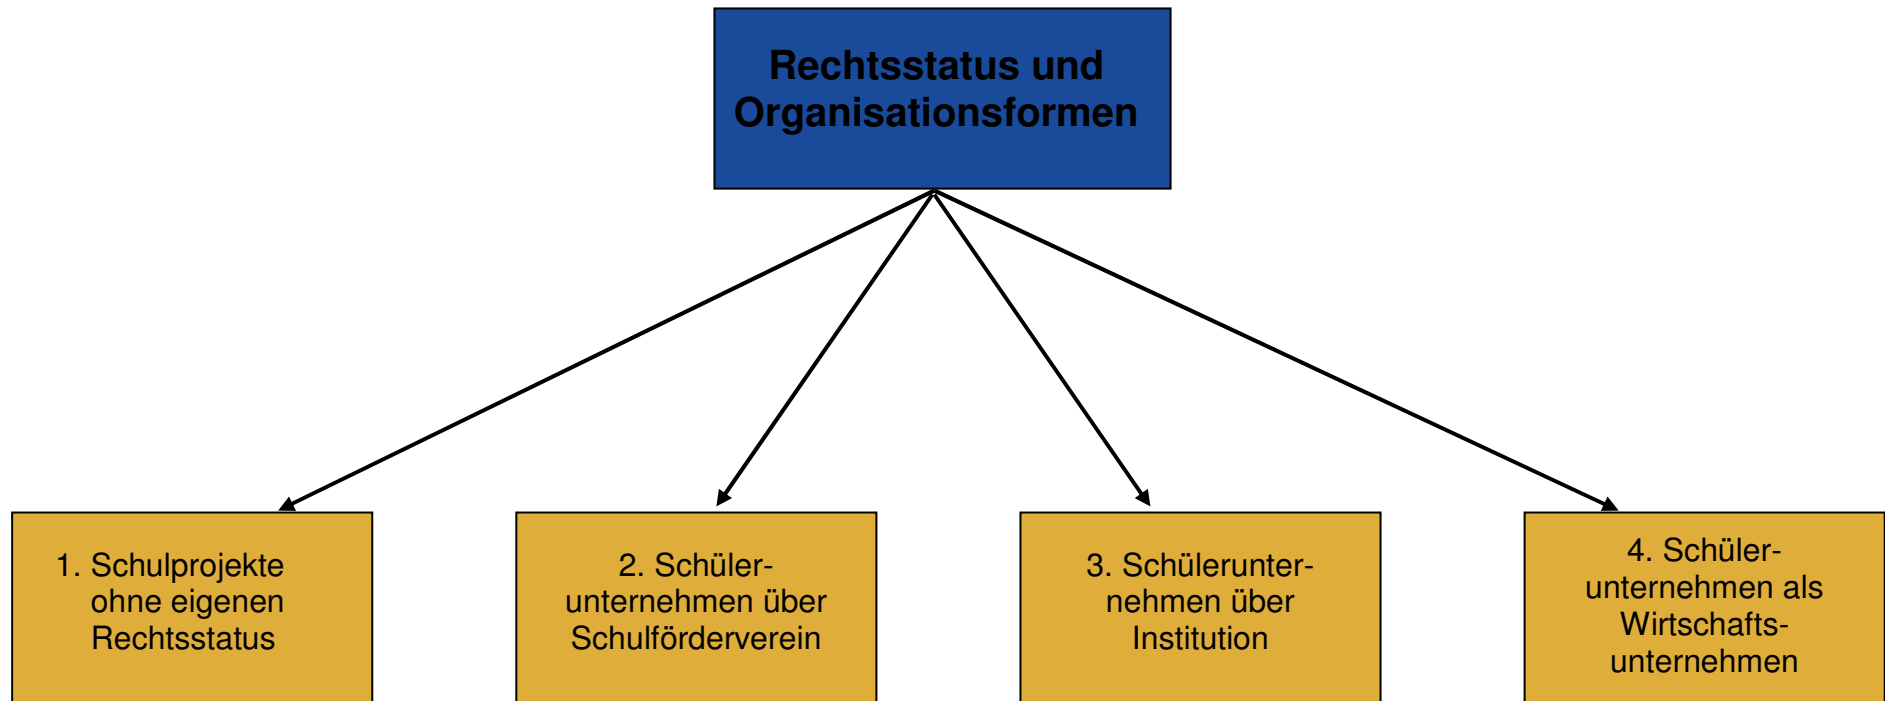 Rechtsstatus und
Organisationsformen
1. Schulprojekte
ohne eigenen
Rechtsstatus
2. Schüler-
unternehmen über
Schulförderverein
3. Schülerunter-
nehmen über
Institution
4. Schüler-
unternehmen als
Wirtschafts-
unternehmen